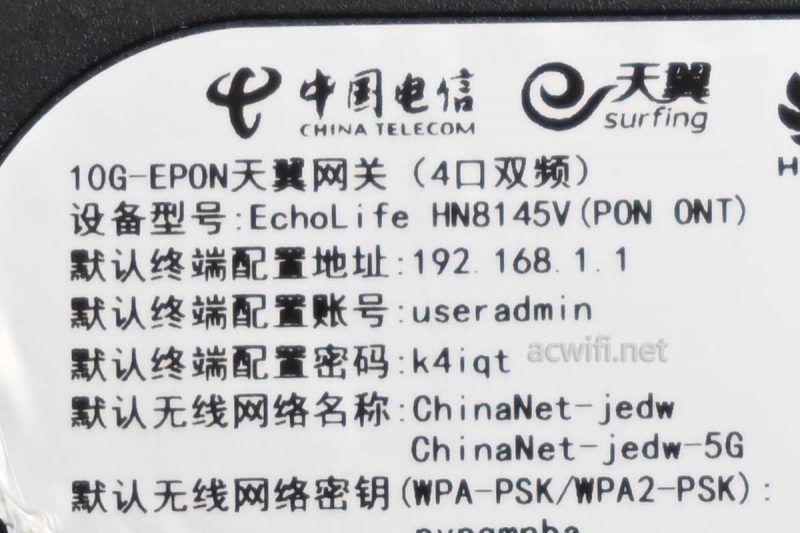 中国电信
CHINA TELECOM
天翼
surfing
10G-EPON天翼网关（4口双频）
设备型号:EchoLife HN8145V(PON ONT)
默认终端配置地址:192.168.1.1
默认终端配置账号:useradmin
默认终端配置密码:k4iqt
acwifi.net
默认无线网络名称:ChinaNet-jedw
ChinaNet-jedw-5G
默认无线网络密钥(WPA-PSK/WPA2-PSK):